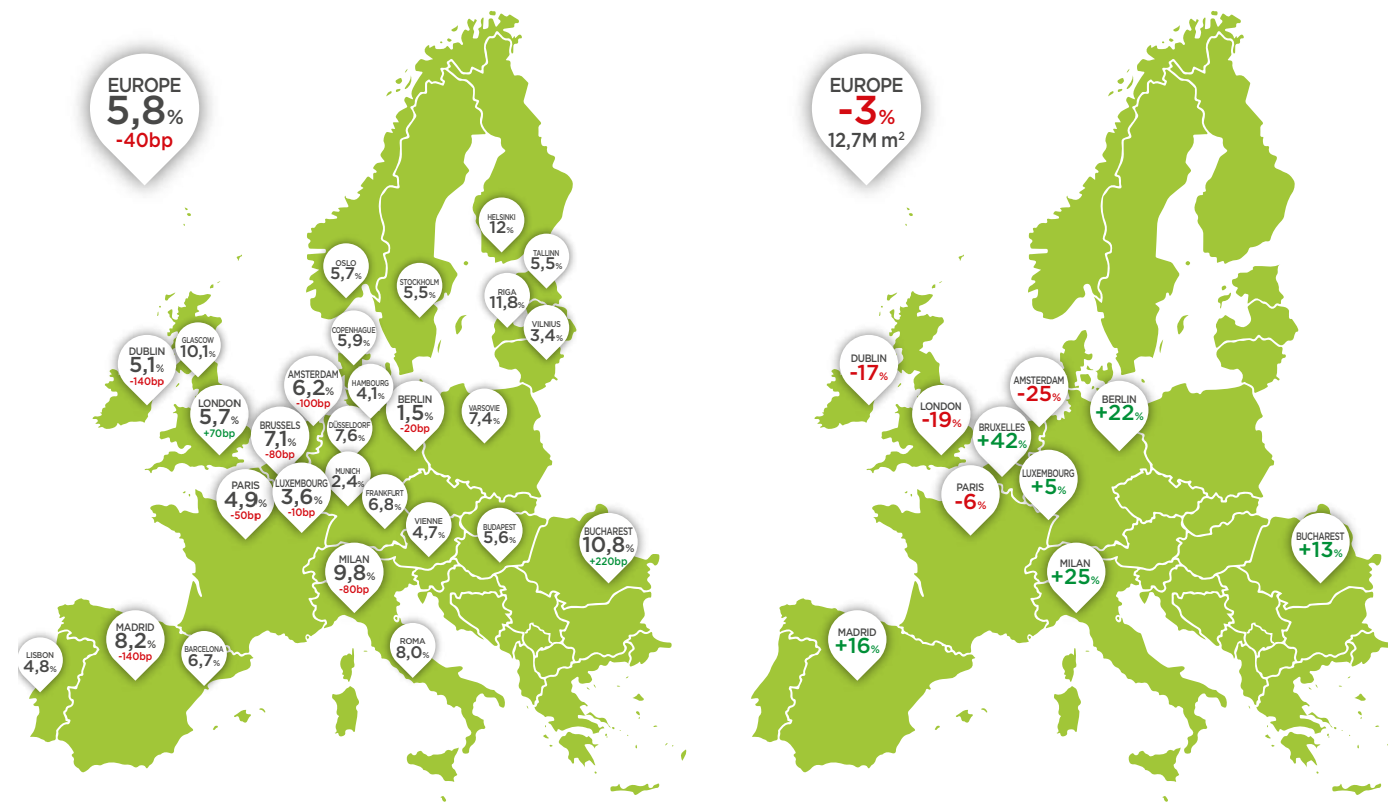 EUROPE
5,8%
-40bp
HELSINKI
12%
TALLINN
5,5%
OSLO
5,7%
STOCKHOLM
5,5%
RIGA
11,8%
VILNIUS
3,4%
COPENHAGUE
5,9%
GLASCOW
10,1%
DUBLIN
5,1%
-140bp
AMSTERDAM
6,2%
-100bp
HAMBOURG
4,1%
BERLIN
1,5%
-20bp
VARSOVIE
7,4%
LONDON
5,7%
+70bp
BRUSSELS
7,1%
-80bp
DÜSSELDORF
7,6%
MUNICH
2,4%
PARIS
4,9%
-50bp
LUXEMBOURG
3,6%
-10bp
FRANKFURT
6,8%
VIENNE
4,7%
BUDAPEST
5,6%
BUCHAREST
10,8%
+220bp
MILAN
9,8%
-80bp
MADRID
8,2%
-140bp
BARCELONA
6,7%
LISBON
4,8%
ROMA
8,0%
EUROPE
-3%
12,7M m²
DUBLIN
-17%
AMSTERDAM
-25%
BERLIN
+22%
LONDON
-19%
BRUXELLES
+42%
LUXEMBOURG
+5%
PARIS
-6%
BUCHAREST
+13%
MILAN
+25%
MADRID
+16%